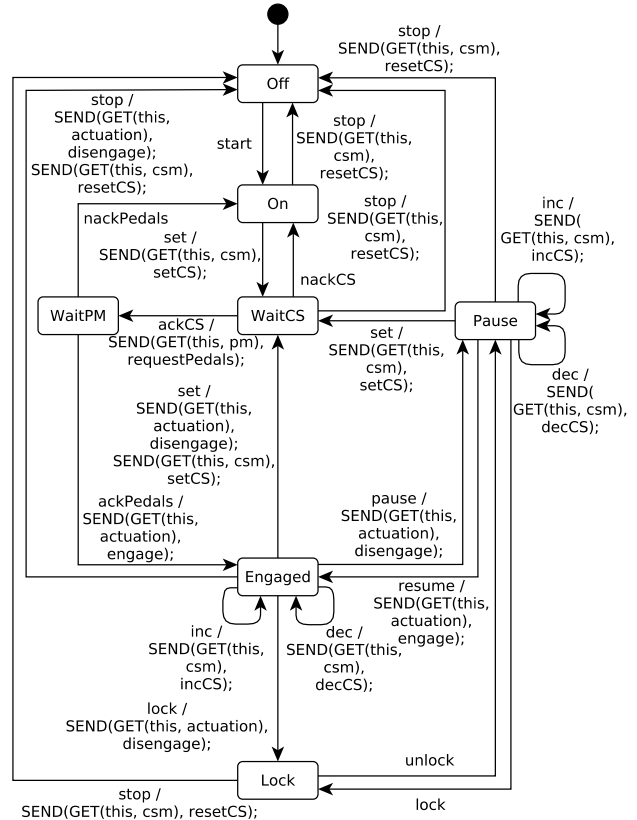 stop /
SEND(GET(this, csm),
resetCS);
Off
stop /
SEND(GET(this,
actuation),
disengage);
SEND(GET(this, csm),
resetCS);
start
stop /
SEND(GET(this,
csm),
resetCS);
On
stop /
SEND(GET(this,
csm),
resetCS);
inc /
SEND(
GET(this, csm),
incCS);
nackPedals
set /
SEND(GET(this, csm),
setCS);
nackCS
WaitPM
WaitCS
Pause
ackCS /
SEND(GET(this, pm),
requestPedals);
set /
SEND(GET(this,
csm),
setCS);
dec /
SEND(
GET(this, csm),
decCS);
set /
SEND(GET(this,
actuation),
disengage);
SEND(GET(this, csm),
setCS);
ackPedals /
SEND(GET(this,
actuation),
engage);
pause /
SEND(GET(this,
actuation),
disengage);
Engaged
resume /
SEND(GET(this,
actuation),
engage);
inc /
SEND(GET(this,
csm),
incCS);
dec /
SEND(GET(this,
csm),
decCS);
lock /
SEND(GET(this, actuation),
disengage);
unlock
Lock
stop /
SEND(GET(this, csm), resetCS);
lock